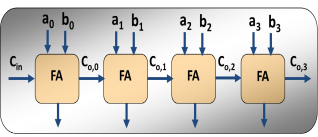 a0 b0 a1 b1 a2 b2 a3 b3
Cin FA Co,0 FA Co,1 FA Co,2 FA Co,3